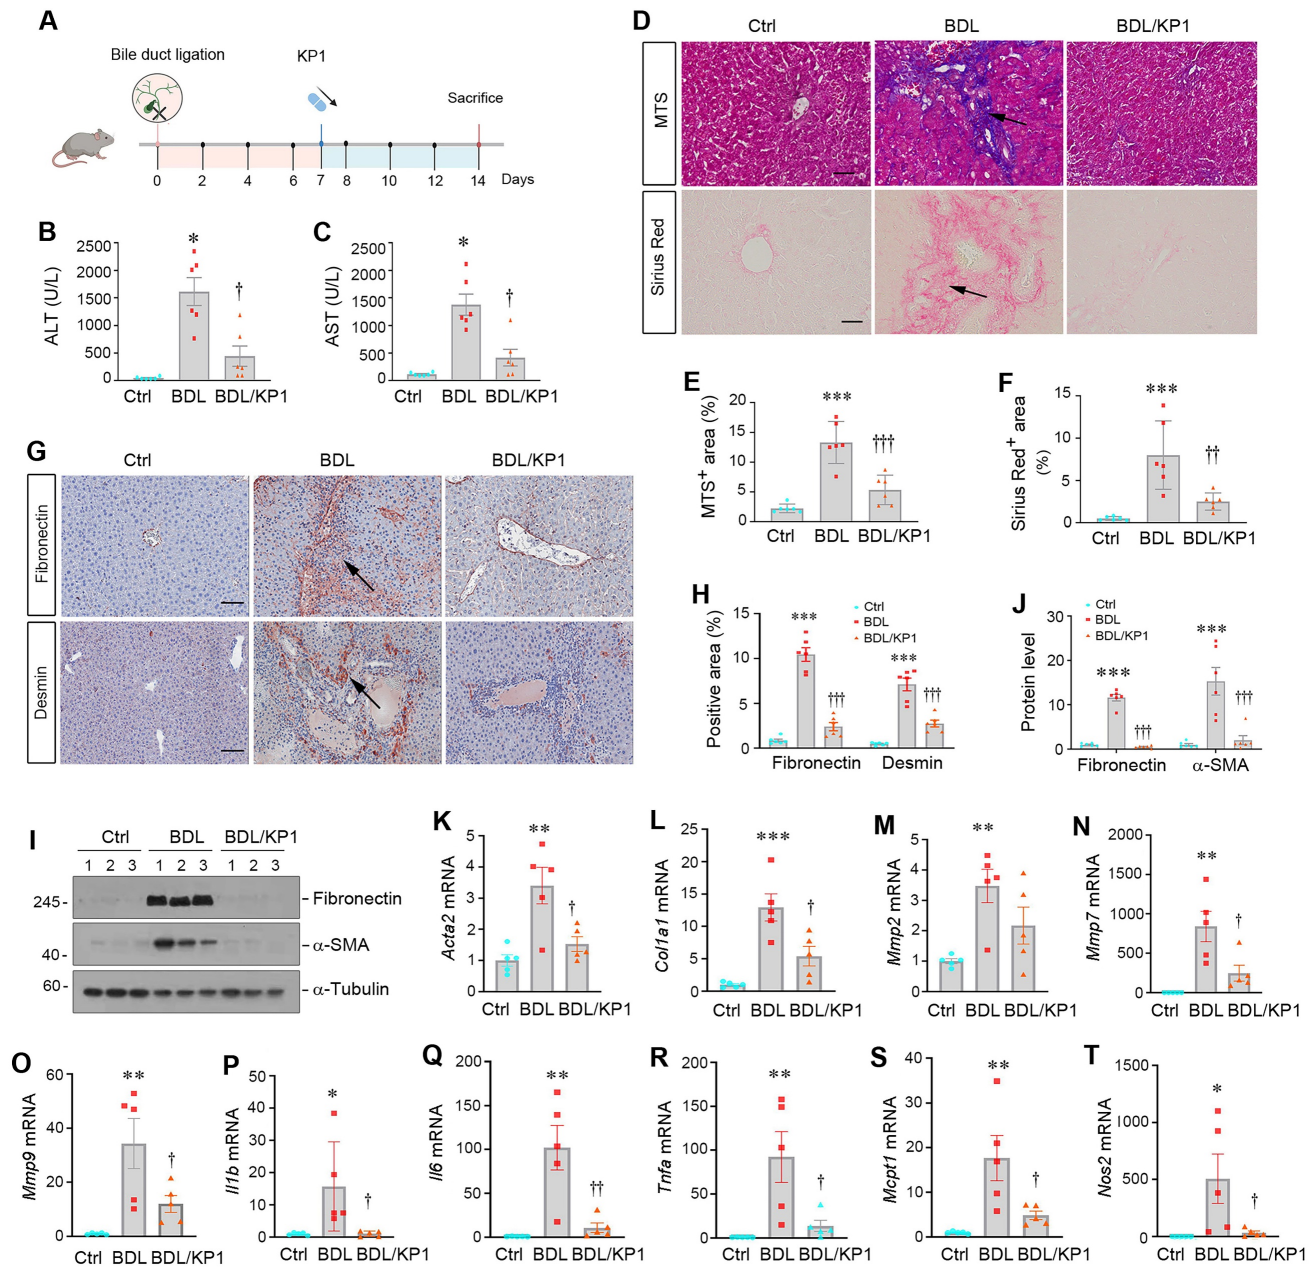 A
Bile duct ligation
KP1
Sacrifice
0 2 4 6 7 8 10 12 14 Days
B
ALT (U/L)
2500
2000
1500
1000
500
0
*
†
Ctrl BDL BDL/KP1
C
AST (U/L)
2500
2000
1500
1000
500
0
*
†
Ctrl BDL BDL/KP1
D
Ctrl BDL BDL/KP1
MTS
Sirius Red
E
MTS+ area (%)
20
15
10
5
0
***
†††
Ctrl BDL BDL/KP1
F
Sirius Red+ area
(%)
15
10
5
0
***
††
Ctrl BDL BDL/KP1
G
Ctrl BDL BDL/KP1
Fibronectin
Desmin
H
Positive area (%)
15
10
5
0
Ctrl
BDL
BDL/KP1
***
†††
***
†††
Fibronectin Desmin
J
Protein level
30
20
10
0
Ctrl
BDL
BDL/KP1
***
†††
***
†††
Fibronectin α-SMA
I
Ctrl BDL BDL/KP1
1 2 3 1 2 3 1 2 3
245- -Fibronectin
-α-SMA
40-
60-
-α-Tubulin
K
Acta2 mRNA
5
4
3
2
1
0
**
†
Ctrl BDL BDL/KP1
L
Col1a1 mRNA
25
20
15
10
5
0
***
†
Ctrl BDL BDL/KP1
M
Mmp2 mRNA
5
4
3
2
1
0
**
Ctrl BDL BDL/KP1
N
Mmp7 mRNA
2000
1500
1000
500
0
**
†
Ctrl BDL BDL/KP1
O
Mmp9 mRNA
60
40
20
0
**
†
Ctrl BDL BDL/KP1
P
Il1b mRNA
50
40
30
20
10
0
*
†
Ctrl BDL BDL/KP1
Q
Il6 mRNA
200
150
100
50
0
**
††
Ctrl BDL BDL/KP1
R
Tnfa mRNA
200
150
100
50
0
**
†
Ctrl BDL BDL/KP1
S
Mcpt1 mRNA
40
30
20
10
0
**
†
Ctrl BDL BDL/KP1
T
Nos2 mRNA
1500
1000
500
0
*
†
Ctrl BDL BDL/KP1